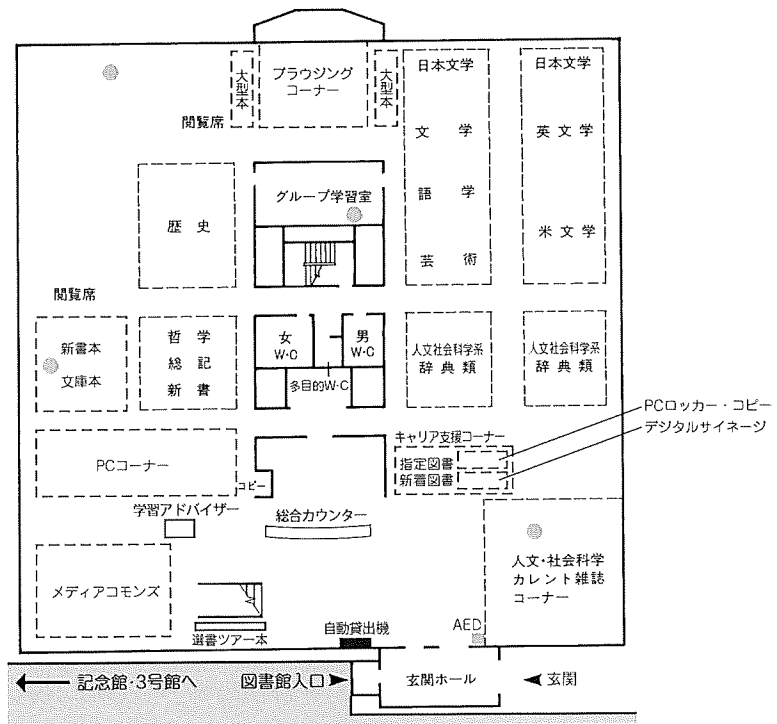 大型本
ブラウジング
コーナー
大型本
日本文学
日本文学
閲覧席
文学
英文学
グループ学習室
歴史
語学
米文学
芸術
閲覧席
新書本
文庫本
哲学
総記
新書
女
W·C
男
W·C
多目的W·C
人文社会科学系
辞典類
人文社会科学系
辞典類
PCロッカー・コピー
デジタルサイネージ
キャリア支援コーナー
指定図書
新着図書
PCコーナー
コピー
学習アドバイザー
総合カウンター
人文・社会科学
カレント雑誌
コーナー
メディアコモンズ
選書ツアー本
自動貸出機
AED
記念館·3号館へ
図書館入口
玄関ホール
玄関